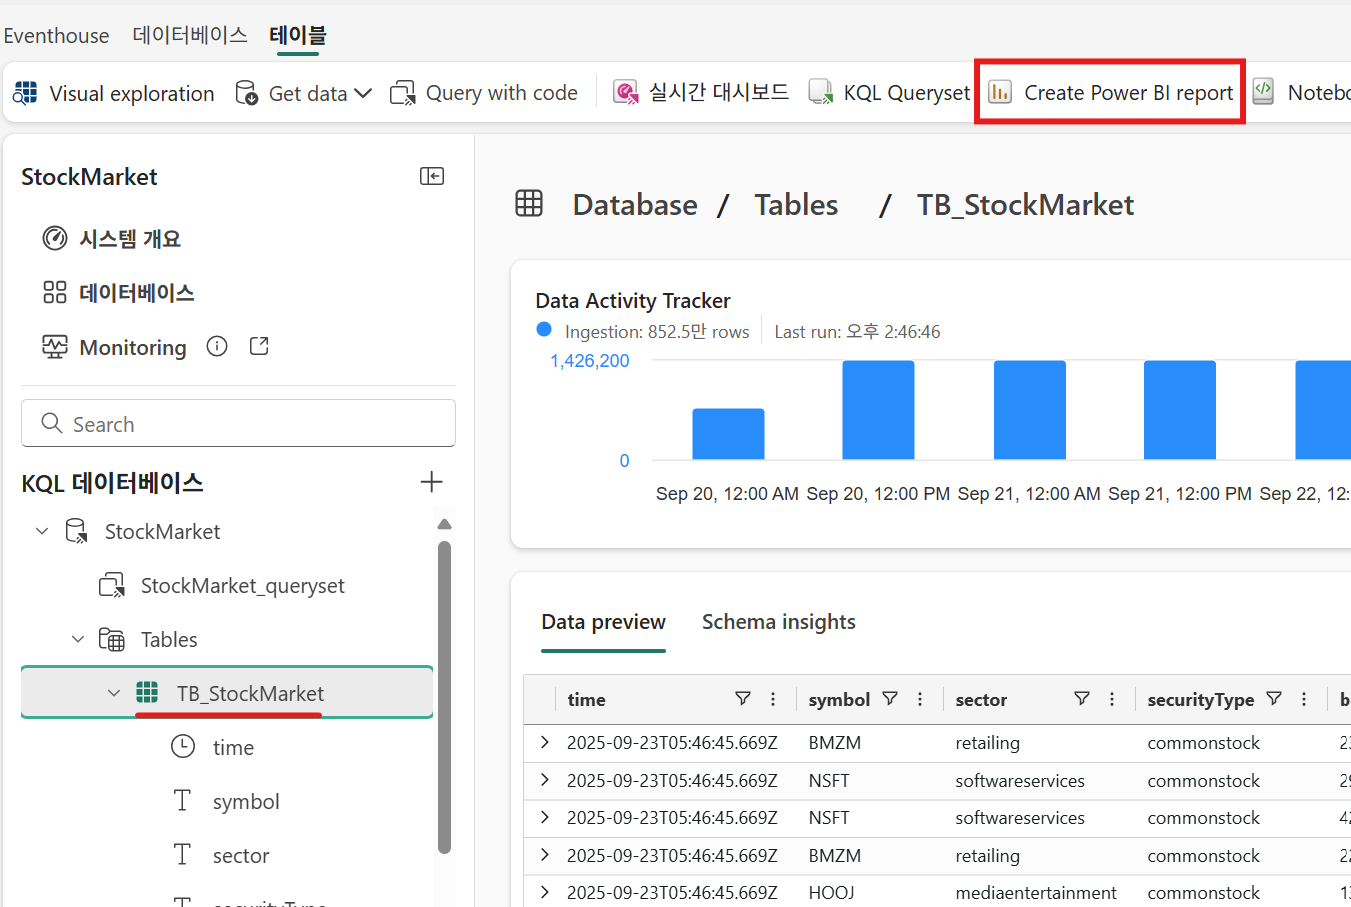 Eventhouse 데이터베이스 테이블
Visual exploration Get data Query with code 실시간 대시보드 KQL Queryset Create Power BI report
StockMarket
시스템 개요
데이터베이스
Monitoring
Search
KQL 데이터베이스
StockMarket
StockMarket_queryset
Tables
TB_StockMarket
time
symbol
sector
Database / Tables / TB_StockMarket
Data Activity Tracker
Ingestion: 852.5만 rows Last run: 오후 2:46:46
1,426,200
0
Sep 20, 12:00 AM Sep 20, 12:00 PM Sep 21, 12:00 AM Sep 21, 12:00 PM Sep 22, 12:
Data preview Schema insights
time symbol sector securityType b
2025-09-23T05:46:45.669Z BMZM retailing commonstock
2025-09-23T05:46:45.669Z NSFT softwareservices commonstock
2025-09-23T05:46:45.669Z NSFT softwareservices commonstock
2025-09-23T05:46:45.669Z BMZM retailing commonstock
2025-09-23T05:46:45.669Z HOOJ mediaentertainment commonstock